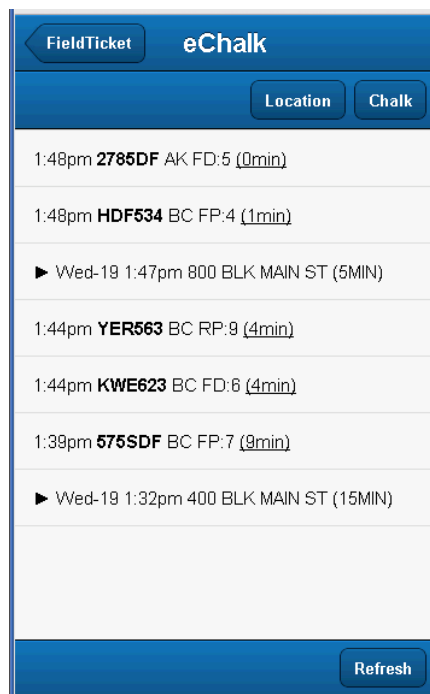 FieldTicket
eChalk
Location
Chalk
1:48pm 2785DF AK FD:5 (0min)
1:48pm HDF534 BC FP:4 (1min)
► Wed-19 1:47pm 800 BLK MAIN ST (5MIN)
1:44pm YER563 BC RP:9 (4min)
1:44pm KWE623 BC FD:6 (4min)
1:39pm 575SDF BC FP:7 (9min)
► Wed-19 1:32pm 400 BLK MAIN ST (15MIN)
Refresh